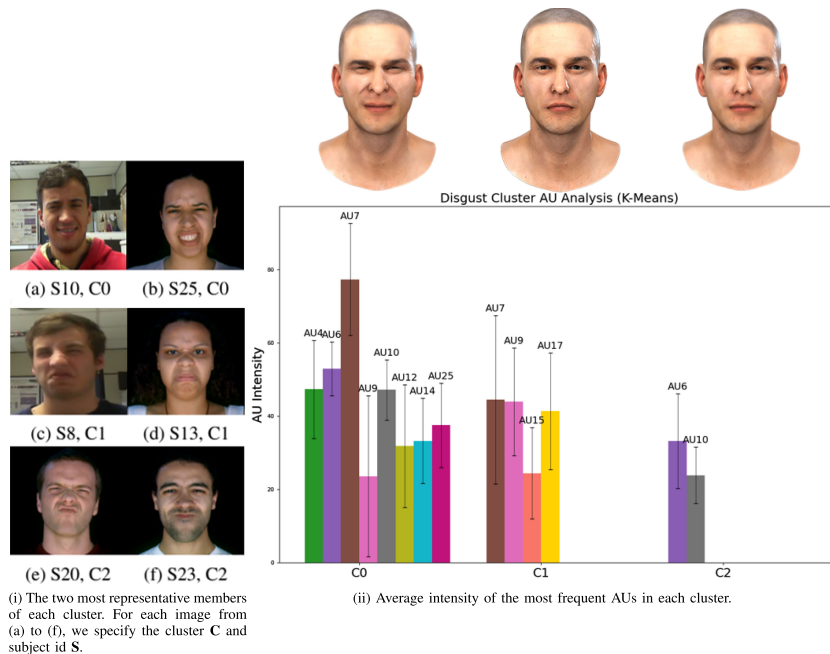 (a) S10, C0
(b) S25, C0
(c) S8, C1
(d) S13, C1
(e) S20, C2
(f) S23, C2
(i) The two most representative members
of each cluster. For each image from
(a) to (f), we specify the cluster C and
subject id S.
Disgust Cluster AU Analysis (K-Means)
AU Intensity
80
60
40
20
0
AU4
AU6
AU7
AU9
AU10
AU12
AU14
AU25
AU7
AU9
AU15
AU17
AU6
AU10
C0
C1
C2
(ii) Average intensity of the most frequent AUs in each cluster.